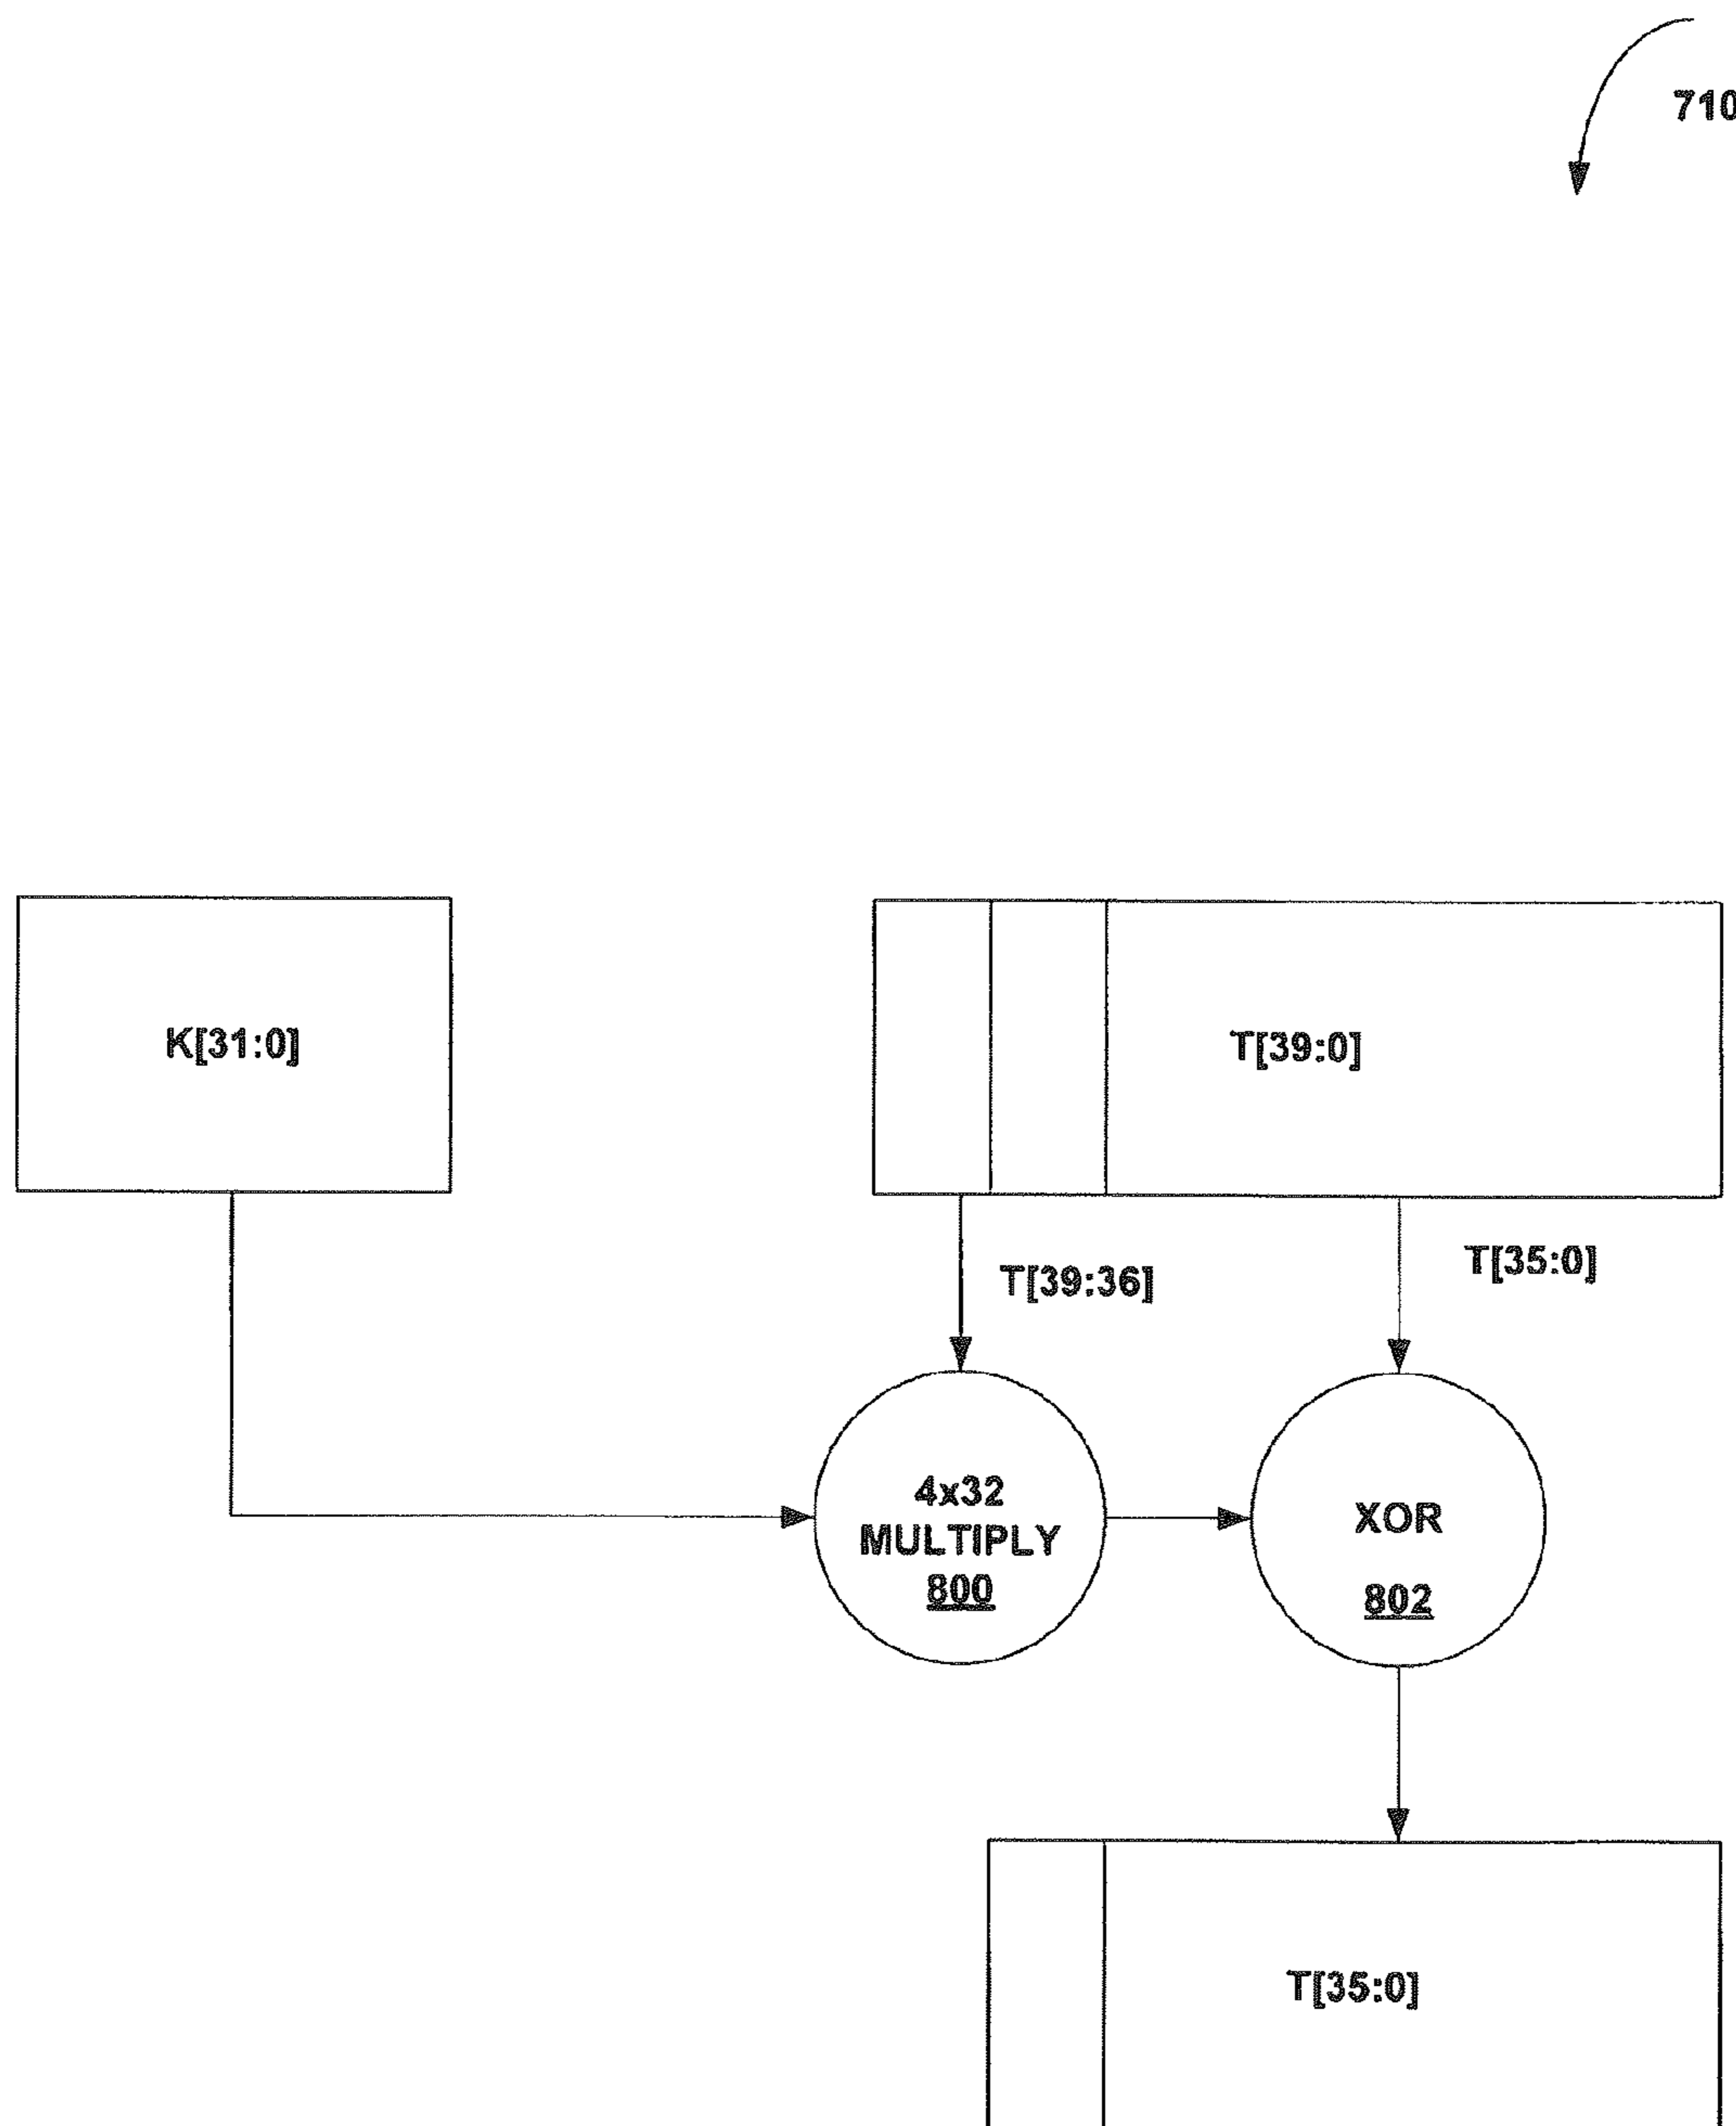 710
K[31:0]
T[39:0]
T[39:36]
T[35:0]
4x32
MULTIPLY
800
XOR
802
T[35:0]